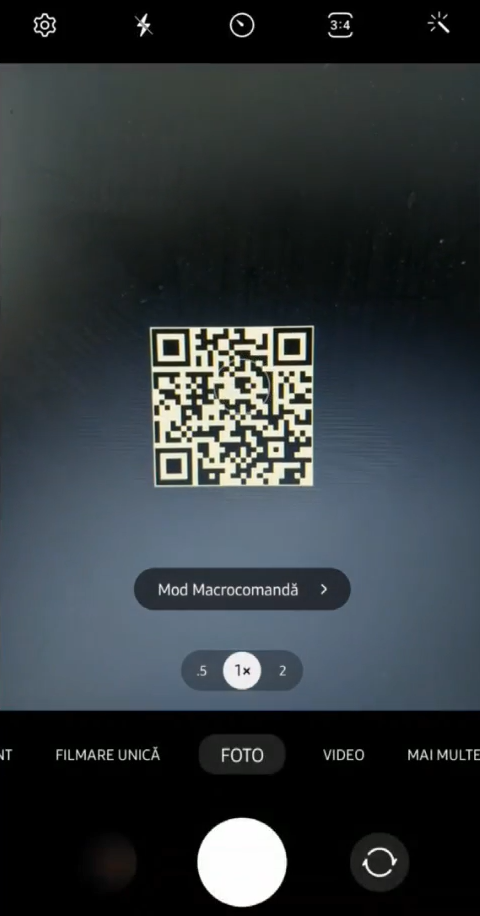 3:4
Mod Macrocomandă
.5 1× 2
NT FILMARE UNICĂ FOTO VIDEO MAI MULTE